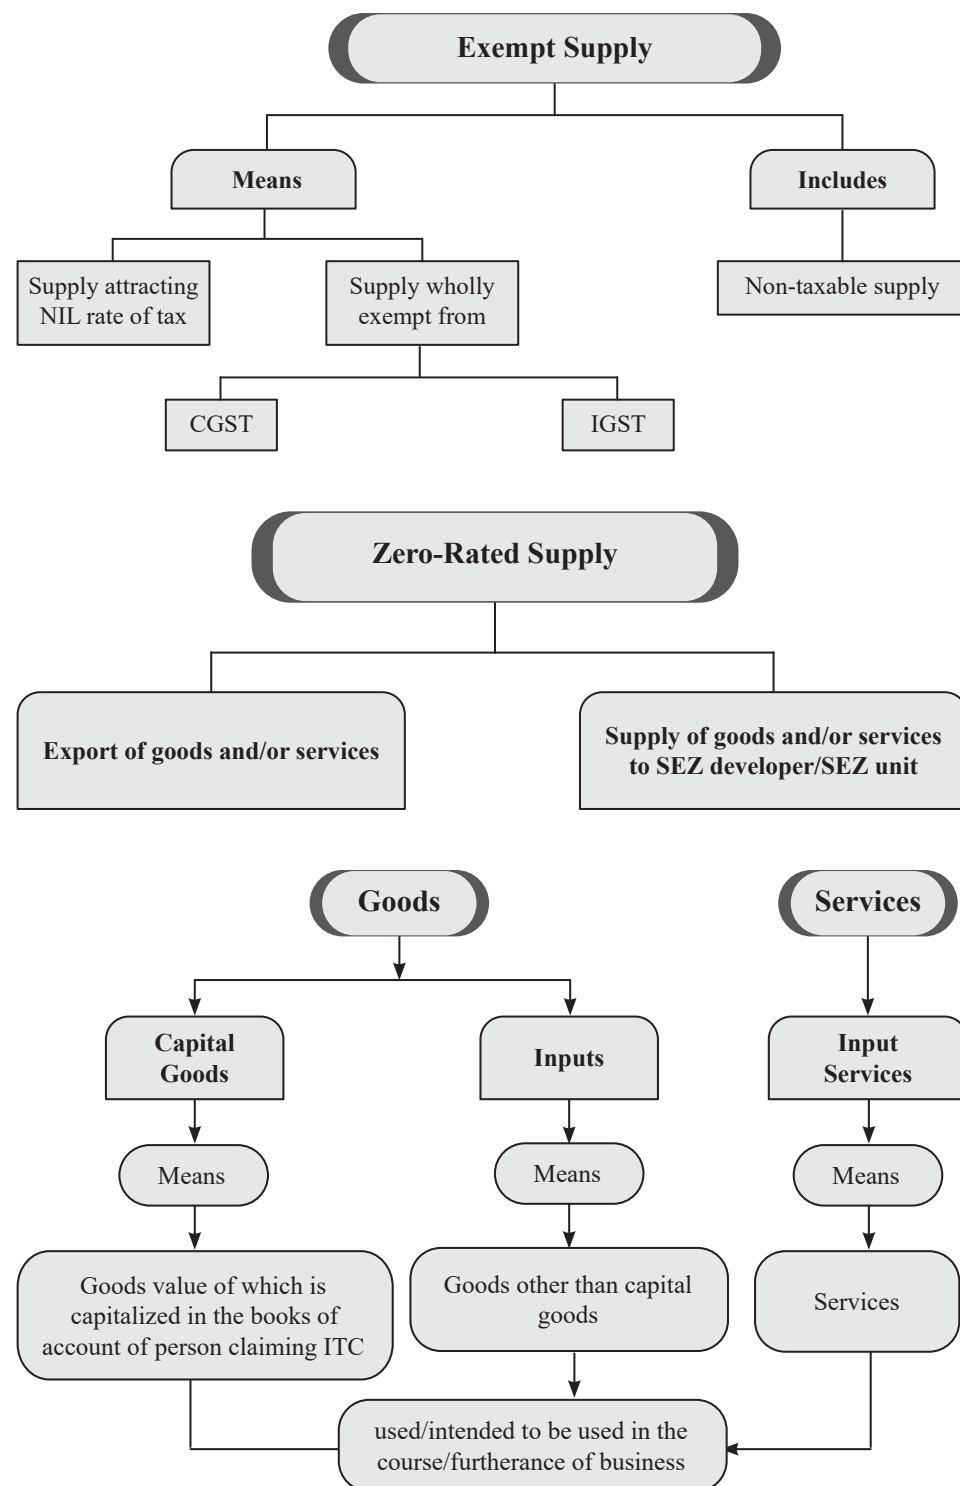 Exempt Supply
Means
Includes
Supply attracting
NIL rate of tax
Supply wholly
exempt from
Non-taxable supply
CGST
IGST
Zero-Rated Supply
Export of goods and/or services
Supply of goods and/or services
to SEZ developer/SEZ unit
Goods
Services
Capital
Goods
Inputs
Input
Services
Means
Means
Means
Goods value of which is
capitalized in the books of
account of person claiming ITC
Goods other than capital
goods
Services
used/intended to be used in the
course/furtherance of business